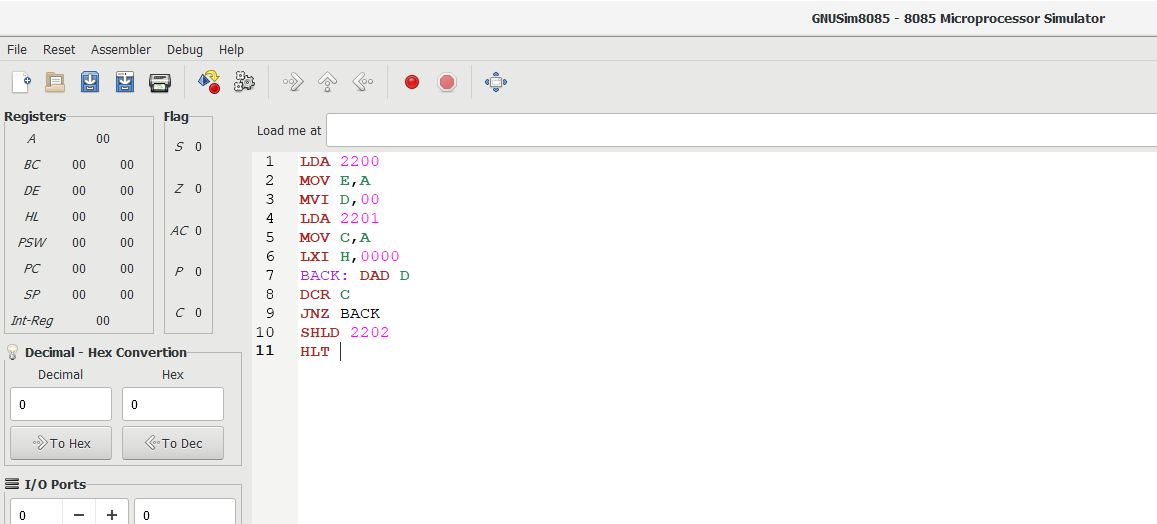 GNUSim8085 - 8085 Microprocessor Simulator
File Reset Assembler Debug Help
Registers
A 00
BC 00 00
DE 00 00
HL 00 00
PSW 00 00
PC 00 00
SP 00 00
Int-Reg 00
Flag
S 0
Z 0
AC 0
P 0
C 0
Decimal - Hex Convertion
Decimal Hex
0 0
To Hex To Dec
I/O Ports
0 − + 0
Load me at
1 LDA 2200
2 MOV E,A
3 MVI D,00
4 LDA 2201
5 MOV C,A
6 LXI H,0000
7 BACK: DAD D
8 DCR C
9 JNZ BACK
10 SHLD 2202
11 HLT